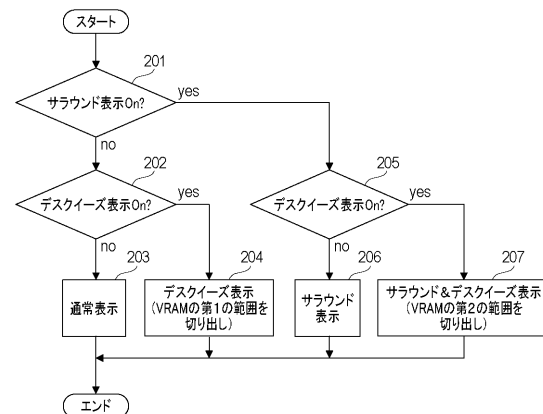 スタート
201
サラウンド表示On?
yes
no
202
デスクイーズ表示On?
yes
no
205
デスクイーズ表示On?
yes
no
203
通常表示
204
デスクイーズ表示
(VRAMの第1の範囲を
切り出し)
206
サラウンド
表示
207
サラウンド&デスクイーズ表示
(VRAMの第2の範囲を
切り出し)
エンド